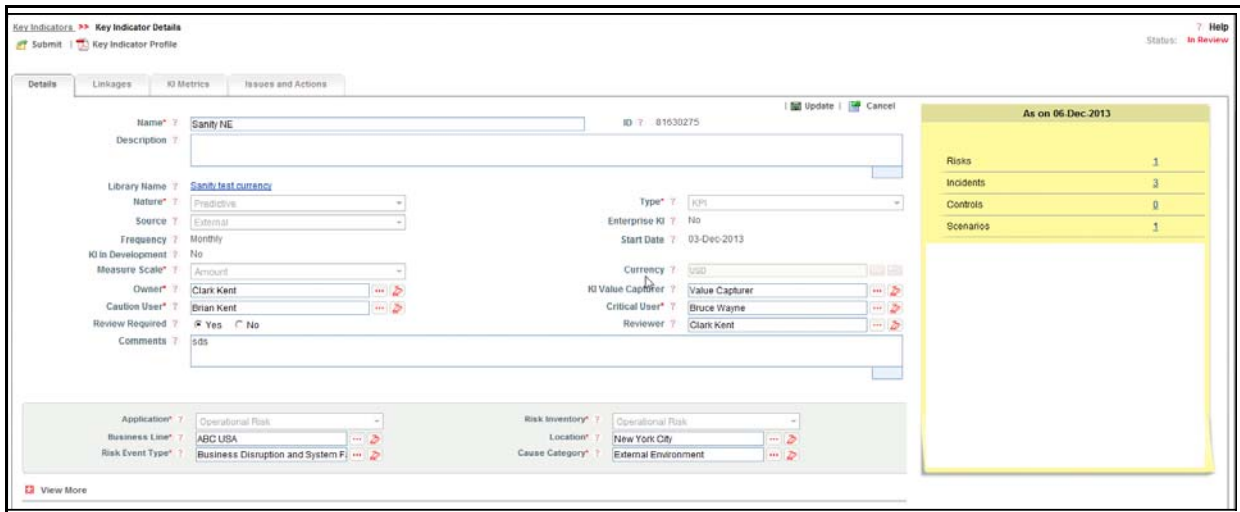 Key Indicators >> Key Indicator Details
? Help
Submit | Key Indicator Profile
Status: In Review
Details Linkages KI Metrics Issues and Actions
| Update | Cancel
Name* ? Sanity NE ID ? 81630275
Description ?
Library Name ? Sanity test currency
Nature* ? Predictive Type* ? KPI
Source ? External Enterprise KI ? No
Frequency ? Monthly Start Date ? 03-Dec-2013
KI In Development ? No
Measure Scale* ? Amount Currency ? USD
Owner* ? Clark Kent ... KI Value Capturer ? Value Capturer ...
Caution User* ? Brian Kent ... Critical User* ? Bruce Wayne ...
Review Required ? Yes No Reviewer ? Clark Kent ...
Comments ? sds
Application* ? Operational Risk Risk Inventory* ? Operational Risk
Business Line* ? ABC USA ... Location* ? New York City ...
Risk Event Type* ? Business Disruption and System F ... Cause Category* ? External Environment ...
View More
As on 06-Dec-2013
Risks 1
Incidents 3
Controls 0
Scenarios 1